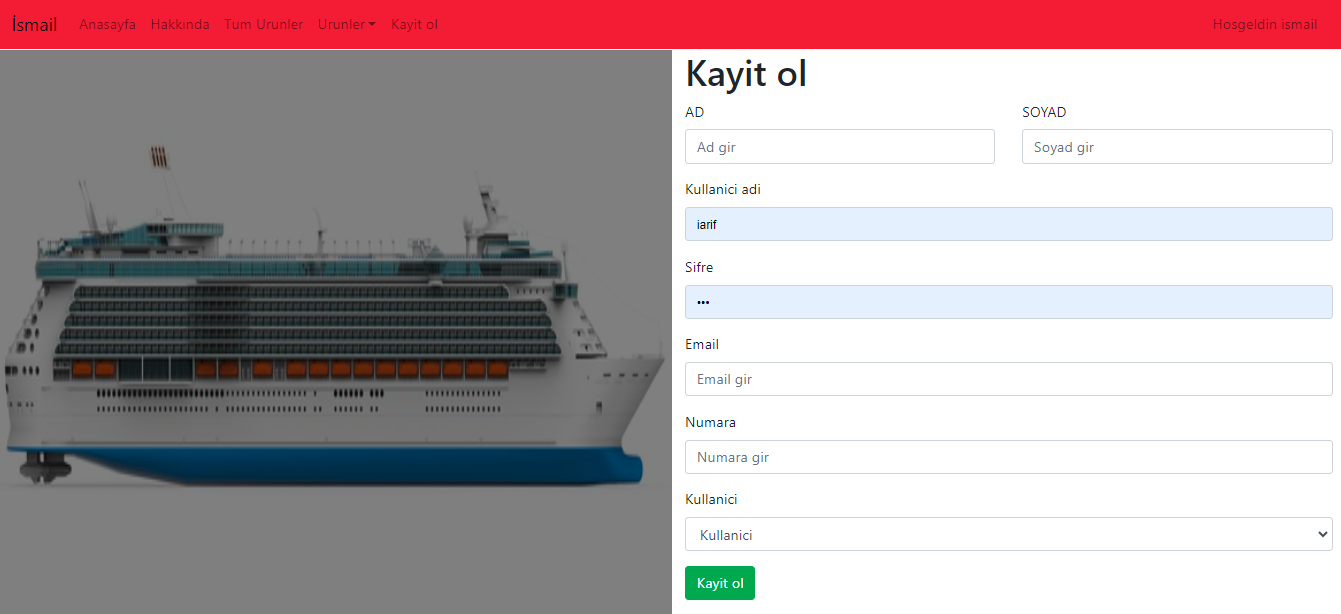 İsmail Anasayfa Hakkında Tum Urunler Urunler Kayit ol Hosgeldin ismail
Kayit ol
AD SOYAD
Ad gir Soyad gir
Kullanici adi
iarif
Sifre
•••
Email
Email gir
Numara
Numara gir
Kullanici
Kullanici
Kayit ol